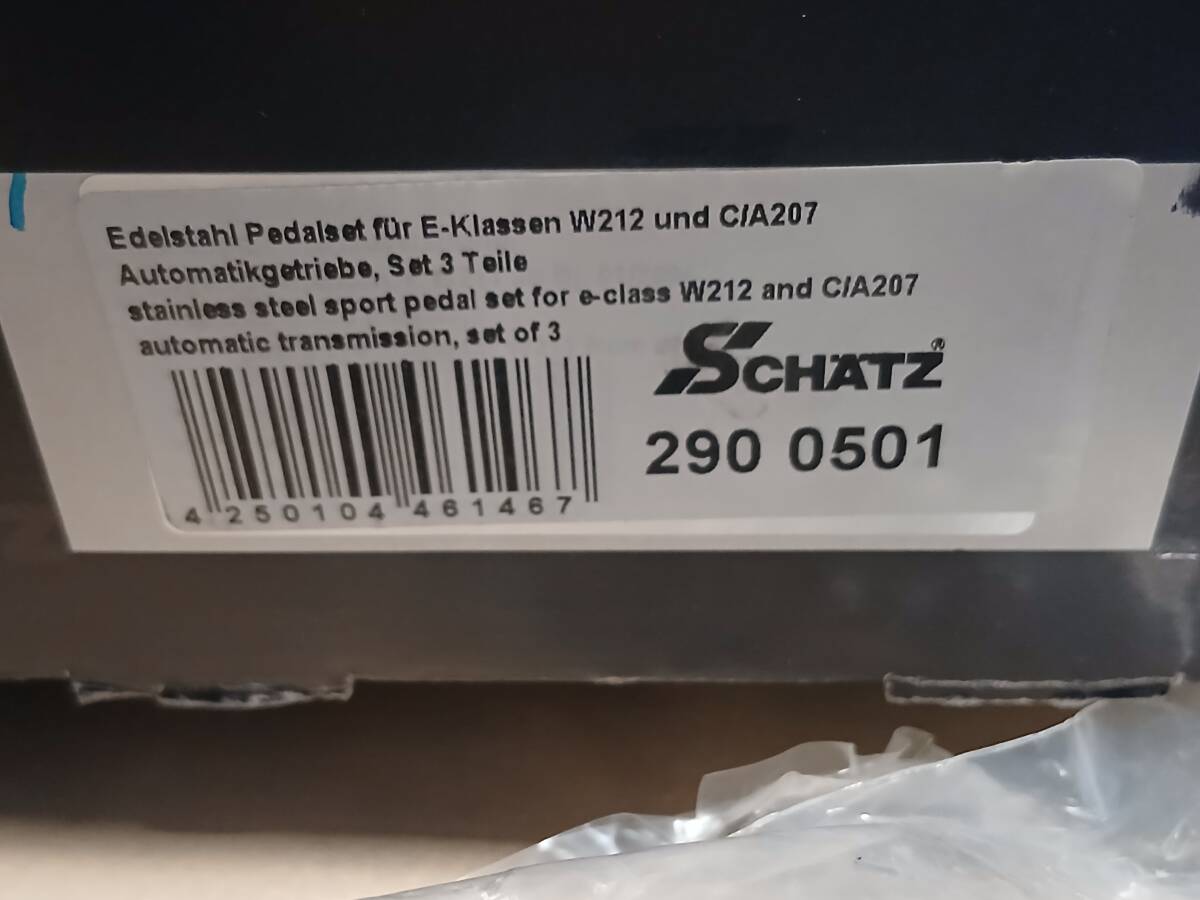 Edelstahl Pedalset für E-Klassen W212 und C/A207
Automatikgetriebe, Set 3 Teile
stainless steel sport pedal set for e-class W212 and C/A207
automatic transmission, set of 3
SCHÄTZ®
290 0501
4 250104 461467